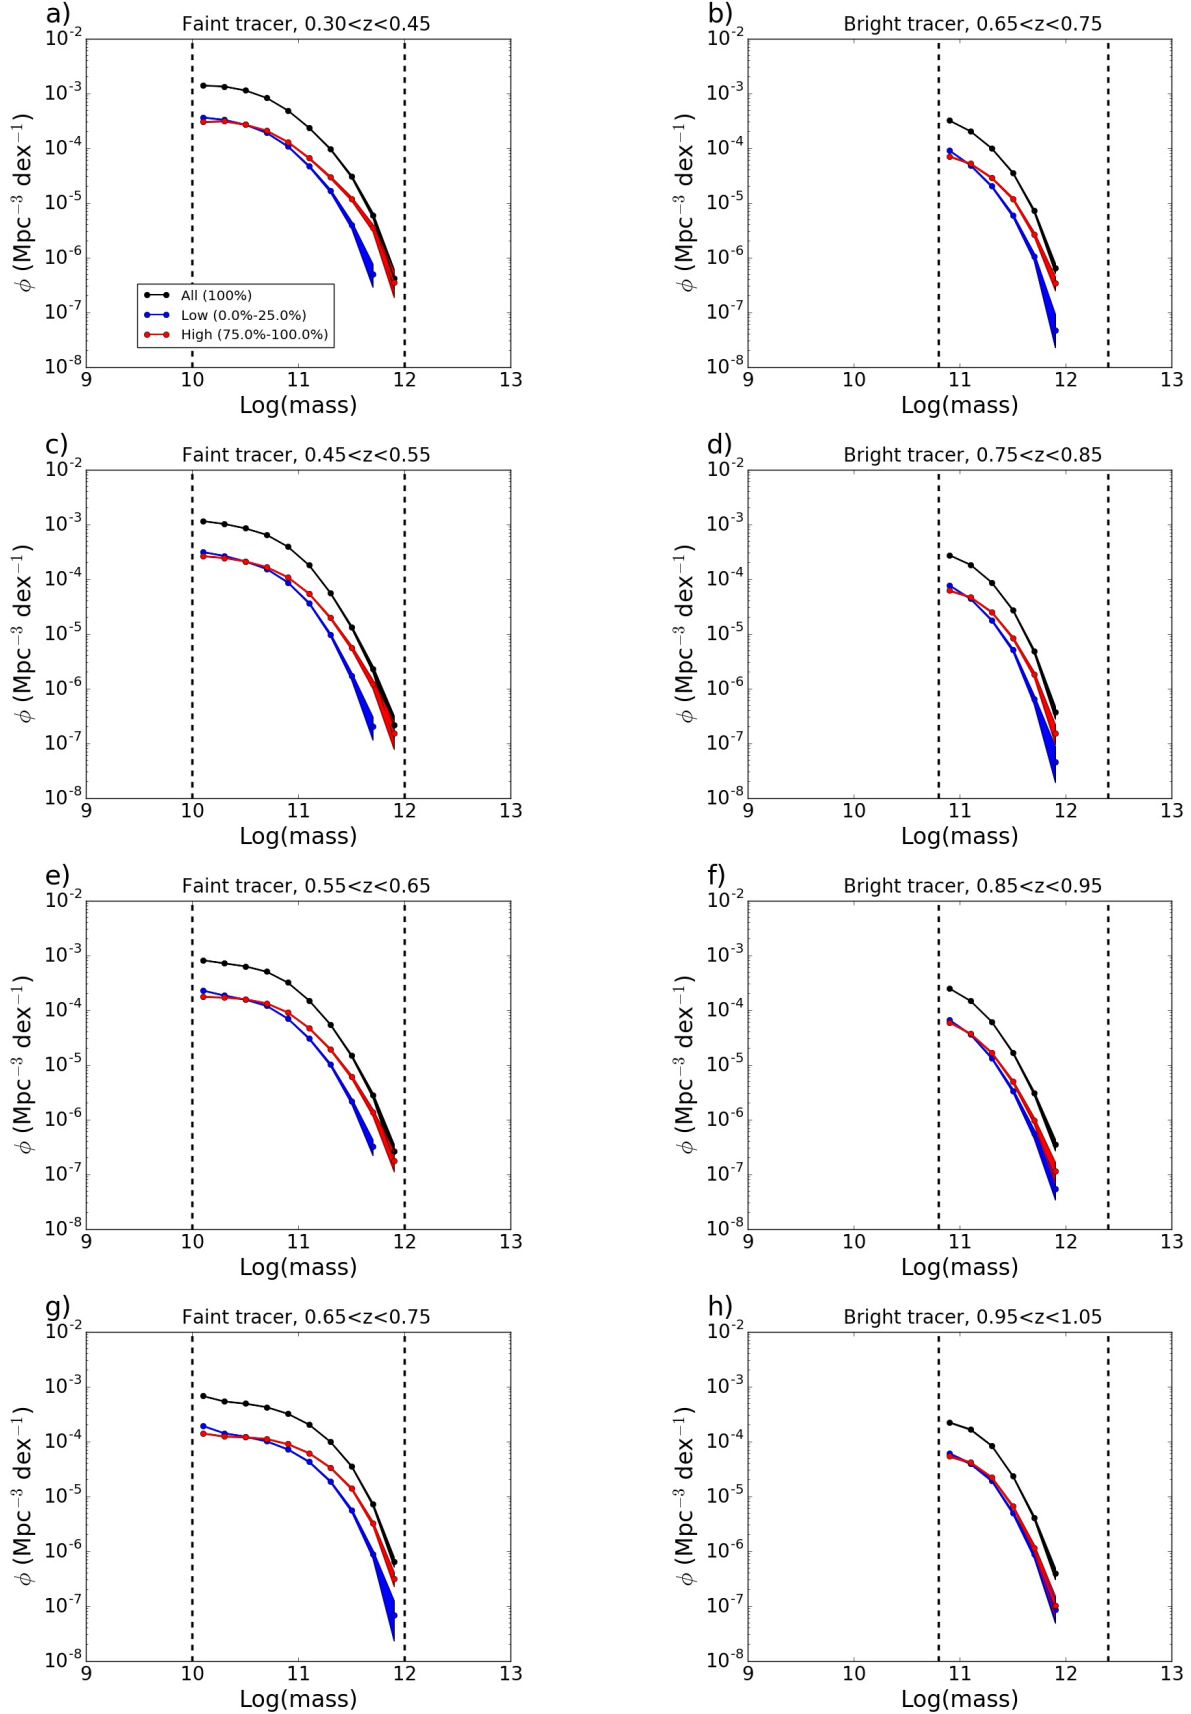 a)
Faint tracer, 0.30<z<0.45
10⁻²
10⁻³
10⁻⁴
10⁻⁵
10⁻⁶
10⁻⁷
10⁻⁸
ϕ (Mpc⁻³ dex⁻¹)
All (100%)
Low (0.0%-25.0%)
High (75.0%-100.0%)
9 10 11 12 13
Log(mass)
b)
Bright tracer, 0.65<z<0.75
10⁻²
10⁻³
10⁻⁴
10⁻⁵
10⁻⁶
10⁻⁷
10⁻⁸
ϕ (Mpc⁻³ dex⁻¹)
9 10 11 12 13
Log(mass)
c)
Faint tracer, 0.45<z<0.55
10⁻²
10⁻³
10⁻⁴
10⁻⁵
10⁻⁶
10⁻⁷
10⁻⁸
ϕ (Mpc⁻³ dex⁻¹)
9 10 11 12 13
Log(mass)
d)
Bright tracer, 0.75<z<0.85
10⁻²
10⁻³
10⁻⁴
10⁻⁵
10⁻⁶
10⁻⁷
10⁻⁸
ϕ (Mpc⁻³ dex⁻¹)
9 10 11 12 13
Log(mass)
e)
Faint tracer, 0.55<z<0.65
10⁻²
10⁻³
10⁻⁴
10⁻⁵
10⁻⁶
10⁻⁷
10⁻⁸
ϕ (Mpc⁻³ dex⁻¹)
9 10 11 12 13
Log(mass)
f)
Bright tracer, 0.85<z<0.95
10⁻²
10⁻³
10⁻⁴
10⁻⁵
10⁻⁶
10⁻⁷
10⁻⁸
ϕ (Mpc⁻³ dex⁻¹)
9 10 11 12 13
Log(mass)
g)
Faint tracer, 0.65<z<0.75
10⁻²
10⁻³
10⁻⁴
10⁻⁵
10⁻⁶
10⁻⁷
10⁻⁸
ϕ (Mpc⁻³ dex⁻¹)
9 10 11 12 13
Log(mass)
h)
Bright tracer, 0.95<z<1.05
10⁻²
10⁻³
10⁻⁴
10⁻⁵
10⁻⁶
10⁻⁷
10⁻⁸
ϕ (Mpc⁻³ dex⁻¹)
9 10 11 12 13
Log(mass)